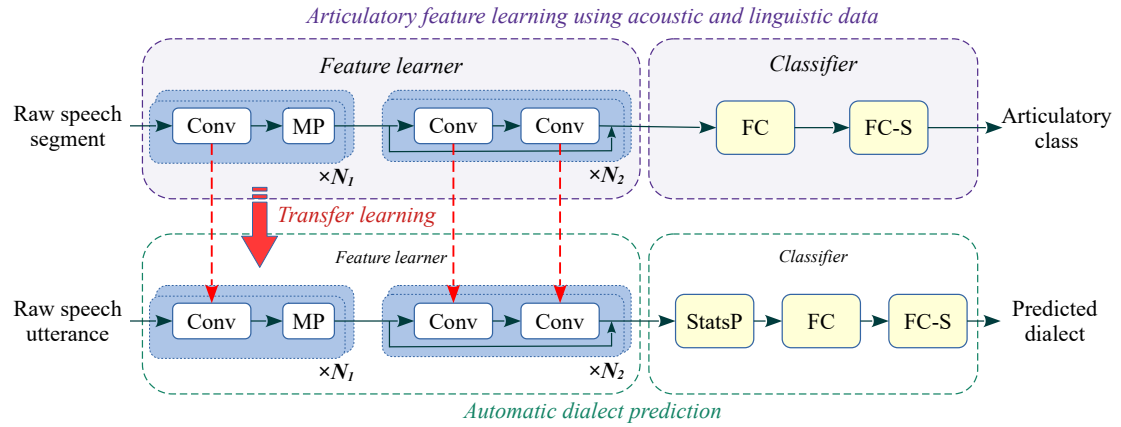 Articulatory feature learning using acoustic and linguistic data
Feature learner
Classifier
Raw speech
segment
Conv
MP
×N₁
Conv
Conv
×N₂
FC
FC-S
Articulatory
class
Transfer learning
Feature learner
Classifier
Raw speech
utterance
Conv
MP
×N₁
Conv
Conv
×N₂
StatsP
FC
FC-S
Predicted
dialect
Automatic dialect prediction